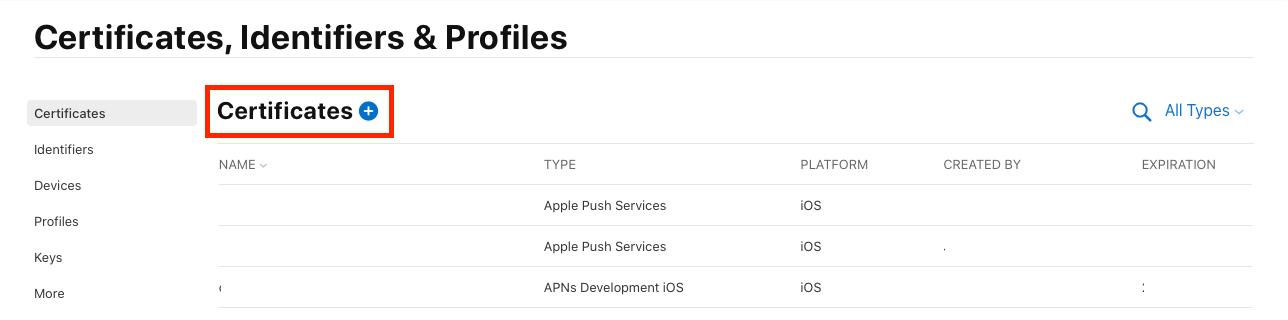 Certificates, Identifiers & Profiles
Certificates
Identifiers
Devices
Profiles
Keys
More
Certificates +
All Types
NAME TYPE PLATFORM CREATED BY EXPIRATION
Apple Push Services iOS
Apple Push Services iOS .
APNs Development iOS iOS